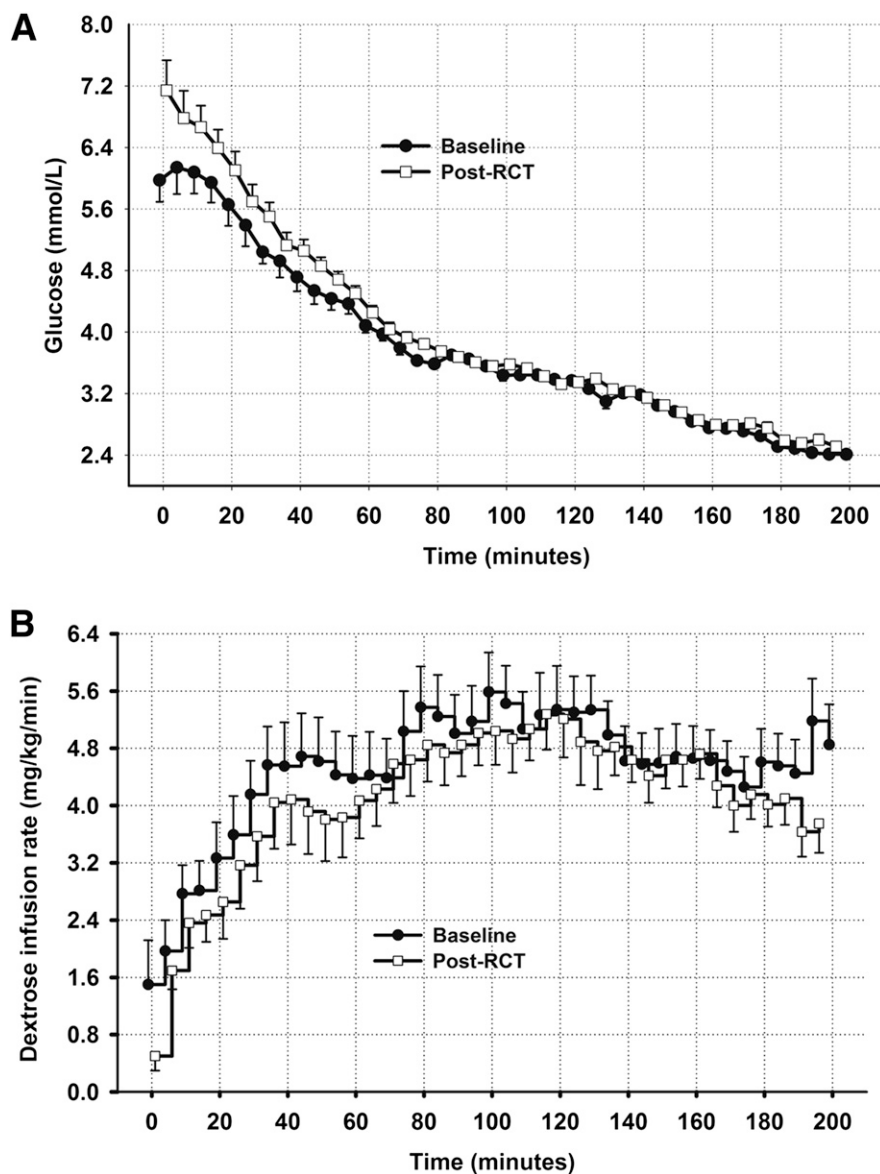 A
8.0
7.2
6.4
5.6
4.8
4.0
3.2
2.4
Glucose (mmol/L)
Baseline
Post-RCT
0 20 40 60 80 100 120 140 160 180 200
Time (minutes)
B
6.4
5.6
4.8
4.0
3.2
2.4
1.6
0.8
0.0
Dextrose infusion rate (mg/kg/min)
Baseline
Post-RCT
0 20 40 60 80 100 120 140 160 180 200
Time (minutes)